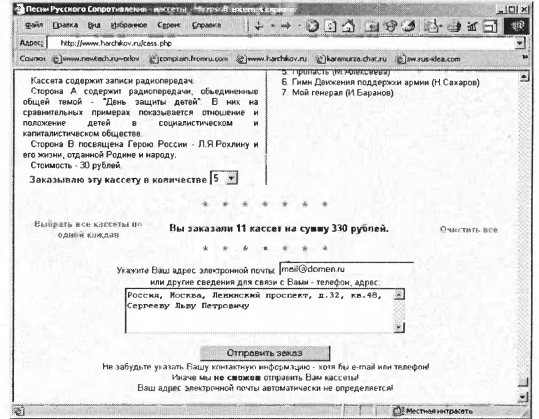 Песни Русского Сопротивления - кассеты - Microsoft Internet Explorer
Файл Правка Вид Избранное Сервис Справка
Адрес: http://www.harchikov.ru/cass.php
Ссылки www.newtech.ru~orlov complain.fromru.com www.harchikov.ru karamurza.chat.ru sw.rus-idea.com
Кассета содержит записи радиопередач.
Сторона А содержит радиопередачи, объединенные
общей темой - "День защиты детей". В них на
сравнительных примерах показывается отношение и
положение детей в социалистическом и
капиталистическом обществе.
Сторона В посвящена Герою России - Л.Я.Рохлину и
его жизни, отданной Родине и народу.
Стоимость - 30 рублей.
Заказываю эту кассету в количестве 5
5. Пропасть (М.Алексеева)
6. Гимн Движения поддержки армии (Н.Сахаров)
7. Мой генерал (И.Баранов)
* * * * * * *
Выбрать все кассеты по
одной каждая
Вы заказали 11 кассет на сумму 330 рублей.
Очистить все
* * * * * * *
Укажите Ваш адрес электронной почты: mail@domen.ru
или другие сведения для связи с Вами - телефон, адрес:
Россия, Москва, Ленинский проспект, д.32, кв.48,
Сергееву Льву Петровичу
Отправить заказ
Не забудьте указать Вашу контактную информацию - хотя бы e-mail или телефон!
Иначе мы не сможем отправить Вам кассеты!
Ваш адрес электронной почты автоматически не определяется!
Местная интрасеть